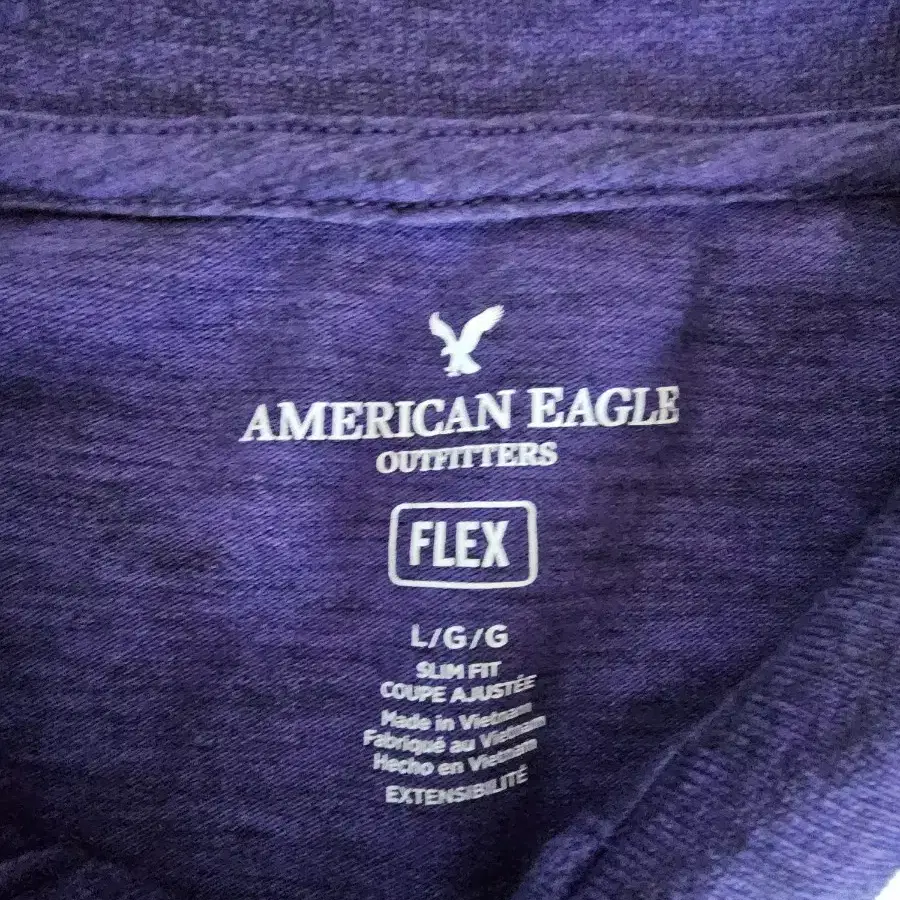 AMERICAN EAGLE
OUTFITTERS
FLEX
L/G/G
SLIM FIT
COUPE AJUSTÉE
Made in Vietnam
Fabriqué au Vietnam
Hecho en Vietnam
EXTENSIBILITÉ